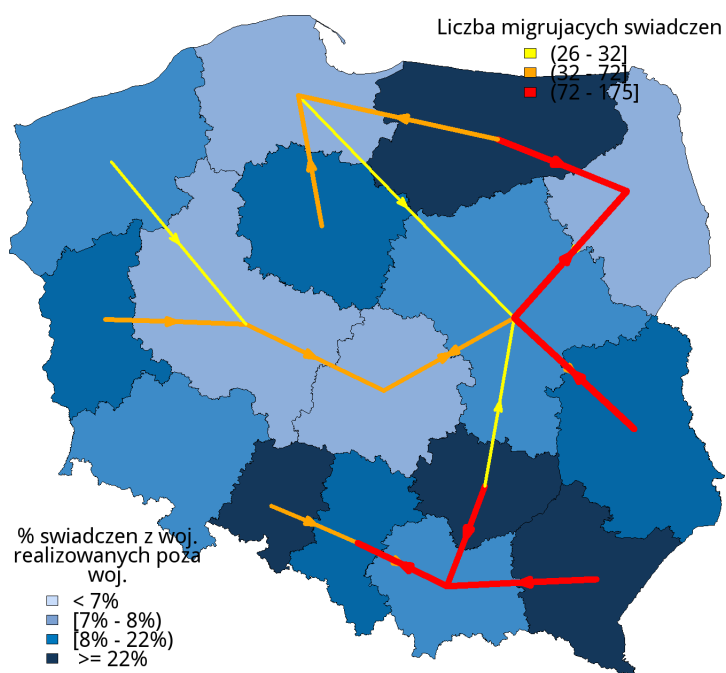 Liczba migrujacych swiadczen
(26 - 32]
(32 - 72]
(72 - 175]
% swiadczen z woj.
realizowanych poza
woj.
< 7%
[7% - 8%)
[8% - 22%)
>= 22%